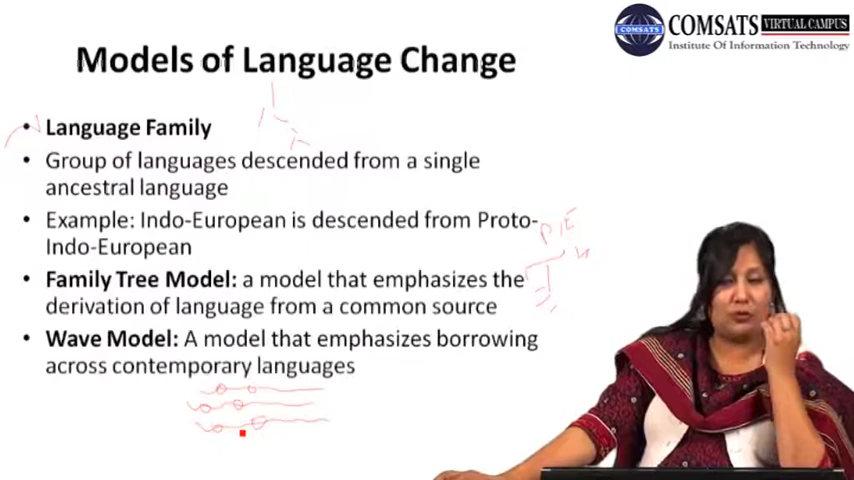 COMSATS VIRTUAL CAMPUS
Institute Of Information Technology
Models of Language Change
• Language Family
• Group of languages descended from a single
ancestral language
• Example: Indo-European is descended from Proto-
Indo-European
PIE
• Family Tree Model: a model that emphasizes the
derivation of language from a common source
• Wave Model: A model that emphasizes borrowing
across contemporary languages